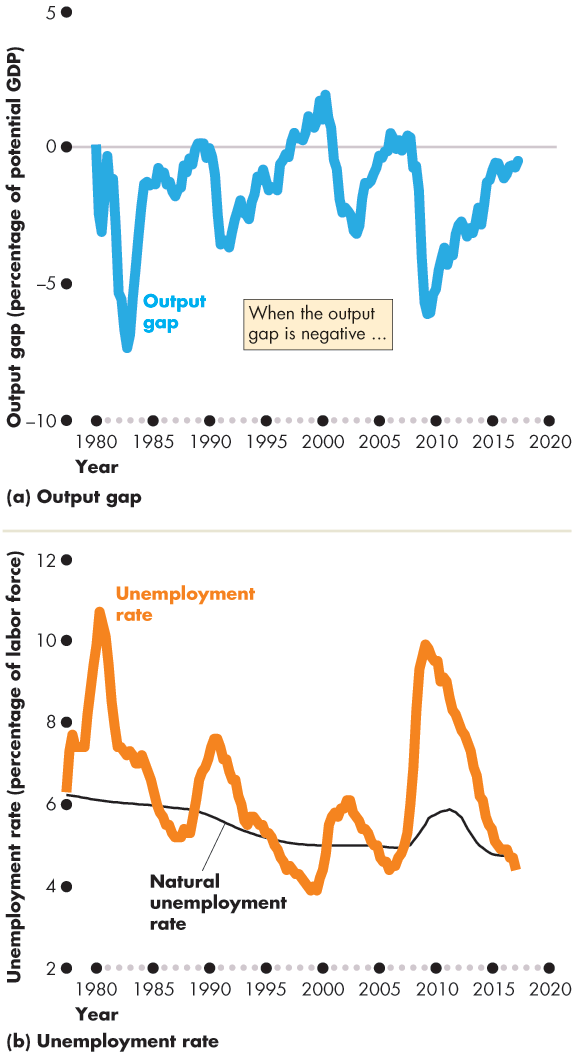 Output gap (percentage of potential GDP)
5
0
–5
–10
Output
gap
When the output
gap is negative ...
1980 1985 1990 1995 2000 2005 2010 2015 2020
Year
(a) Output gap
Unemployment rate (percentage of labor force)
12
10
8
6
4
2
Unemployment
rate
Natural
unemployment
rate
1980 1985 1990 1995 2000 2005 2010 2015 2020
Year
(b) Unemployment rate